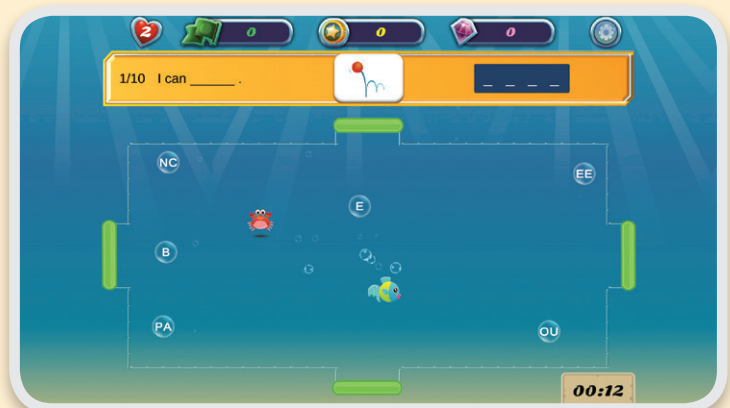 2 0 0 0
1/10 I can ______ . _ _ _ _
NC
EE
E
B
PA
OU
00:12